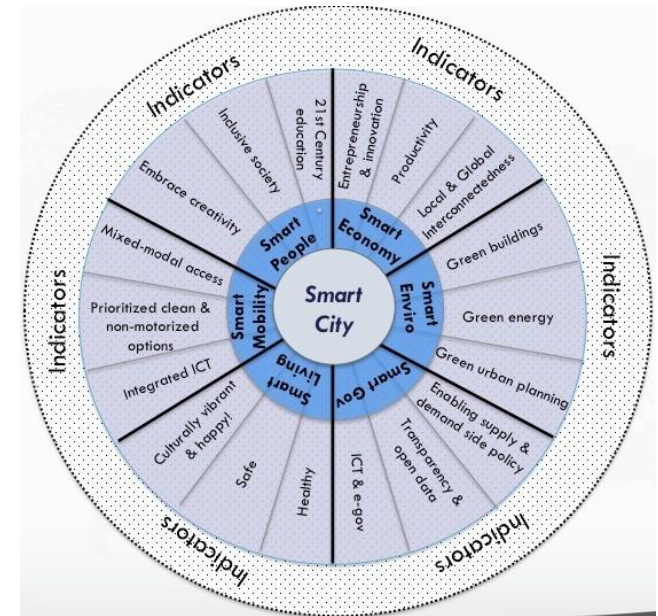 Smart
City
Smart
Economy
Entrepreneurship
& innovation
Productivity
Local & Global
Interconnectedness
Indicators
Smart
Enviro
Green buildings
Green energy
Green urban planning
Indicators
Smart Gov
Enabling supply &
demand side policy
Transparency &
open data
ICT & e-gov
Indicators
Smart
Living
Healthy
Safe
Culturally vibrant
& happy!
Indicators
Smart
Mobility
Integrated ICT
Prioritized clean &
non-motorized
options
Mixed-modal access
Indicators
Smart
People
Embrace creativity
Inclusive society
21st Century
education
Indicators